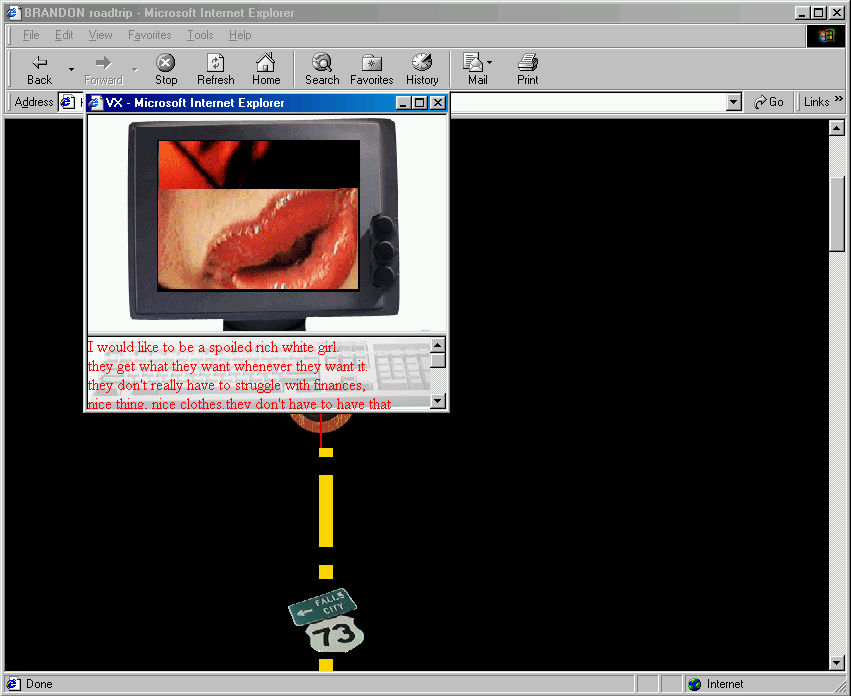 BRANDON roadtrip - Microsoft Internet Explorer
File Edit View Favorites Tools Help
Back Forward Stop Refresh Home Search Favorites History Mail Print
Address Go Links »
VX - Microsoft Internet Explorer
I would like to be a spoiled rich white girl.
they get what they want whenever they want it.
they don't really have to struggle with finances,
nice thing, nice clothes.they don't have to have that
FALLS
CITY
73
Done Internet